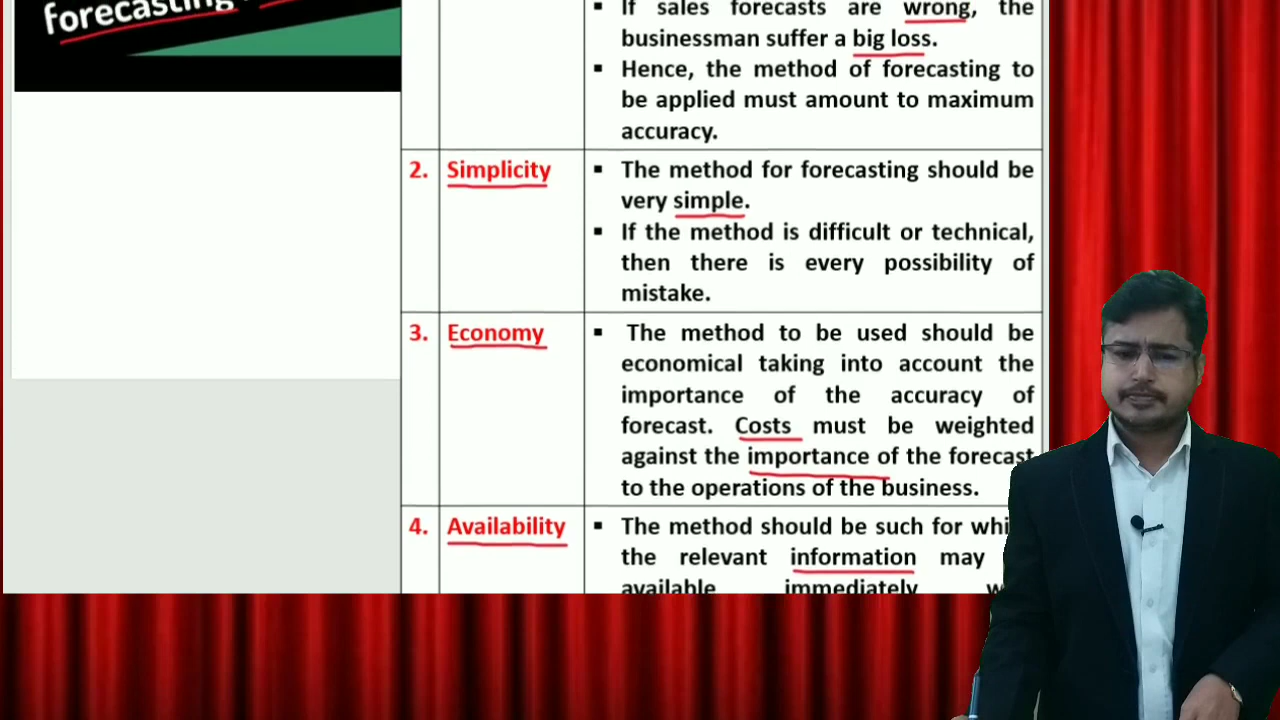 forecasting
▪ If sales forecasts are wrong, the
businessman suffer a big loss.
▪ Hence, the method of forecasting to
be applied must amount to maximum
accuracy.
2. Simplicity
▪ The method for forecasting should be
very simple.
▪ If the method is difficult or technical,
then there is every possibility of
mistake.
3. Economy
▪ The method to be used should be
economical taking into account the
importance of the accuracy of
forecast. Costs must be weighted
against the importance of the forecast
to the operations of the business.
4. Availability
▪ The method should be such for
the relevant information may
available immediately